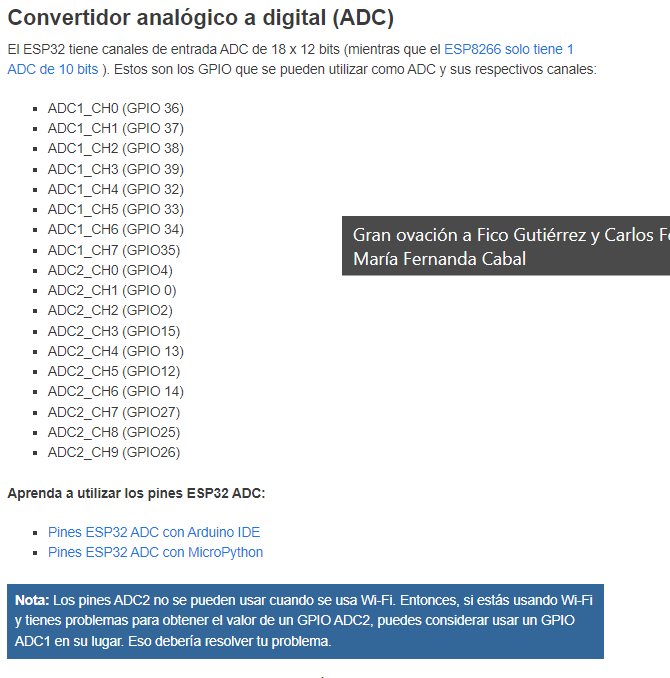 Convertidor analógico a digital (ADC)
El ESP32 tiene canales de entrada ADC de 18 x 12 bits (mientras que el ESP8266 solo tiene 1
ADC de 10 bits ). Estos son los GPIO que se pueden utilizar como ADC y sus respectivos canales:
ADC1_CH0 (GPIO 36)
ADC1_CH1 (GPIO 37)
ADC1_CH2 (GPIO 38)
ADC1_CH3 (GPIO 39)
ADC1_CH4 (GPIO 32)
ADC1_CH5 (GPIO 33)
ADC1_CH6 (GPIO 34)
ADC1_CH7 (GPIO35)
ADC2_CH0 (GPIO4)
ADC2_CH1 (GPIO 0)
ADC2_CH2 (GPIO2)
ADC2_CH3 (GPIO15)
ADC2_CH4 (GPIO 13)
ADC2_CH5 (GPIO12)
ADC2_CH6 (GPIO 14)
ADC2_CH7 (GPIO27)
ADC2_CH8 (GPIO25)
ADC2_CH9 (GPIO26)
Gran ovación a Fico Gutiérrez y Carlos
María Fernanda Cabal
Aprenda a utilizar los pines ESP32 ADC:
Pines ESP32 ADC con Arduino IDE
Pines ESP32 ADC con MicroPython
Nota: Los pines ADC2 no se pueden usar cuando se usa Wi-Fi. Entonces, si estás usando Wi-Fi
y tienes problemas para obtener el valor de un GPIO ADC2, puedes considerar usar un GPIO
ADC1 en su lugar. Eso debería resolver tu problema.